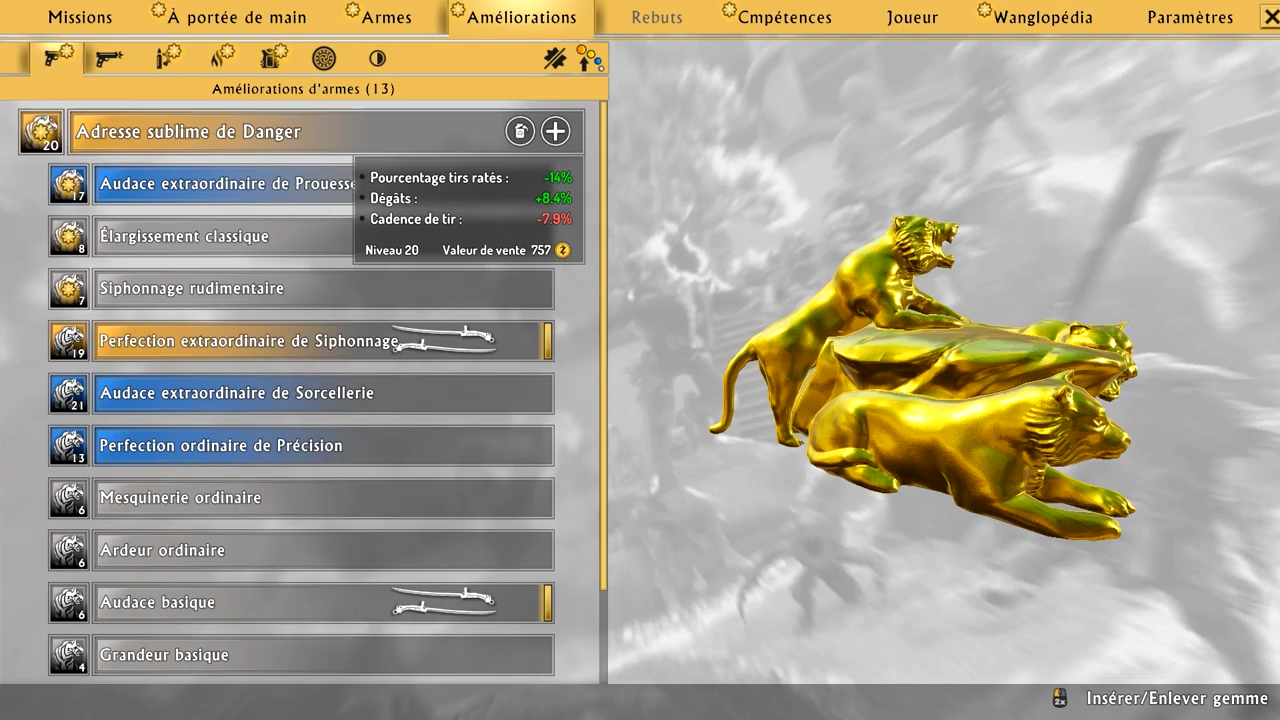 Missions À portée de main Armes Améliorations Rebuts Cmpétences Joueur Wanglopédia Paramètres
Améliorations d'armes (13)
20 Adresse sublime de Danger
17 Audace extraordinaire de Prouesse
Pourcentage tirs ratés : -14%
Dégâts : +8.4%
Cadence de tir : -7.9%
Niveau 20 Valeur de vente 757
8 Élargissement classique
7 Siphonnage rudimentaire
19 Perfection extraordinaire de Siphonnage
21 Audace extraordinaire de Sorcellerie
13 Perfection ordinaire de Précision
6 Mesquinerie ordinaire
6 Ardeur ordinaire
6 Audace basique
4 Grandeur basique
2x Insérer/Enlever gemme